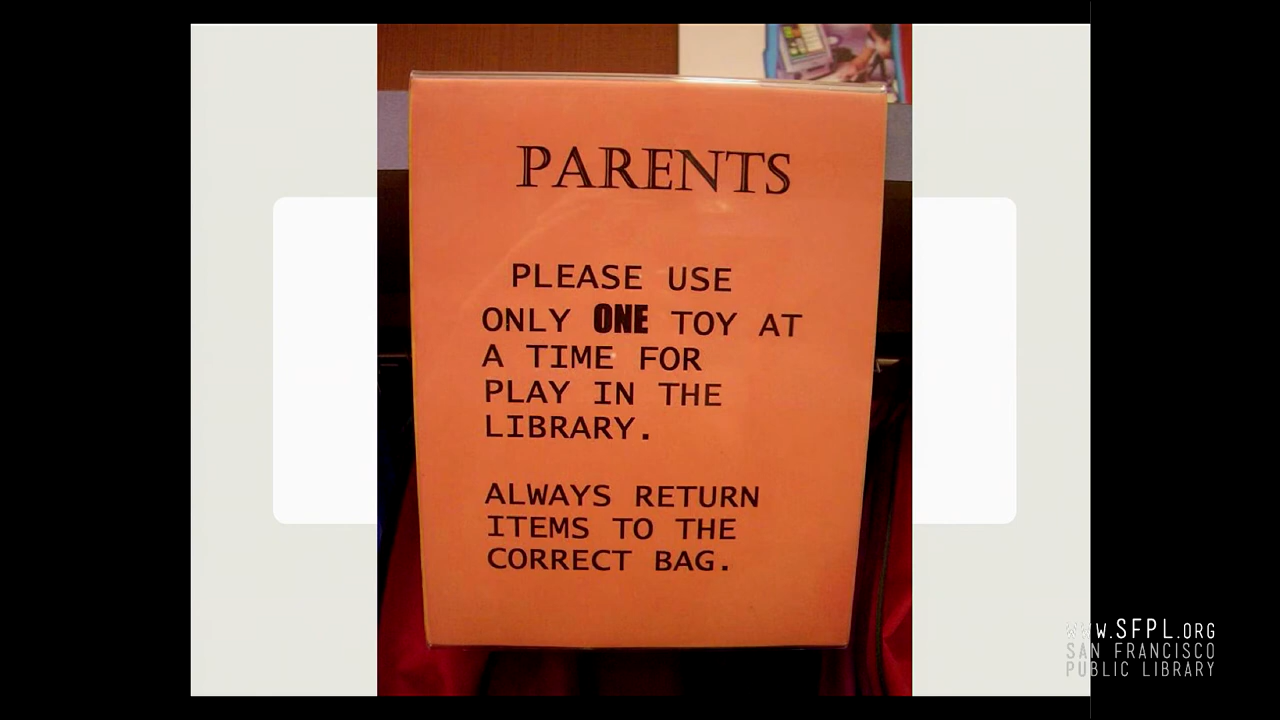 PARENTS
PLEASE USE
ONLY ONE TOY AT
A TIME FOR
PLAY IN THE
LIBRARY.
ALWAYS RETURN
ITEMS TO THE
CORRECT BAG.
WWW.SFPL.ORG
SAN FRANCISCO
PUBLIC LIBRARY